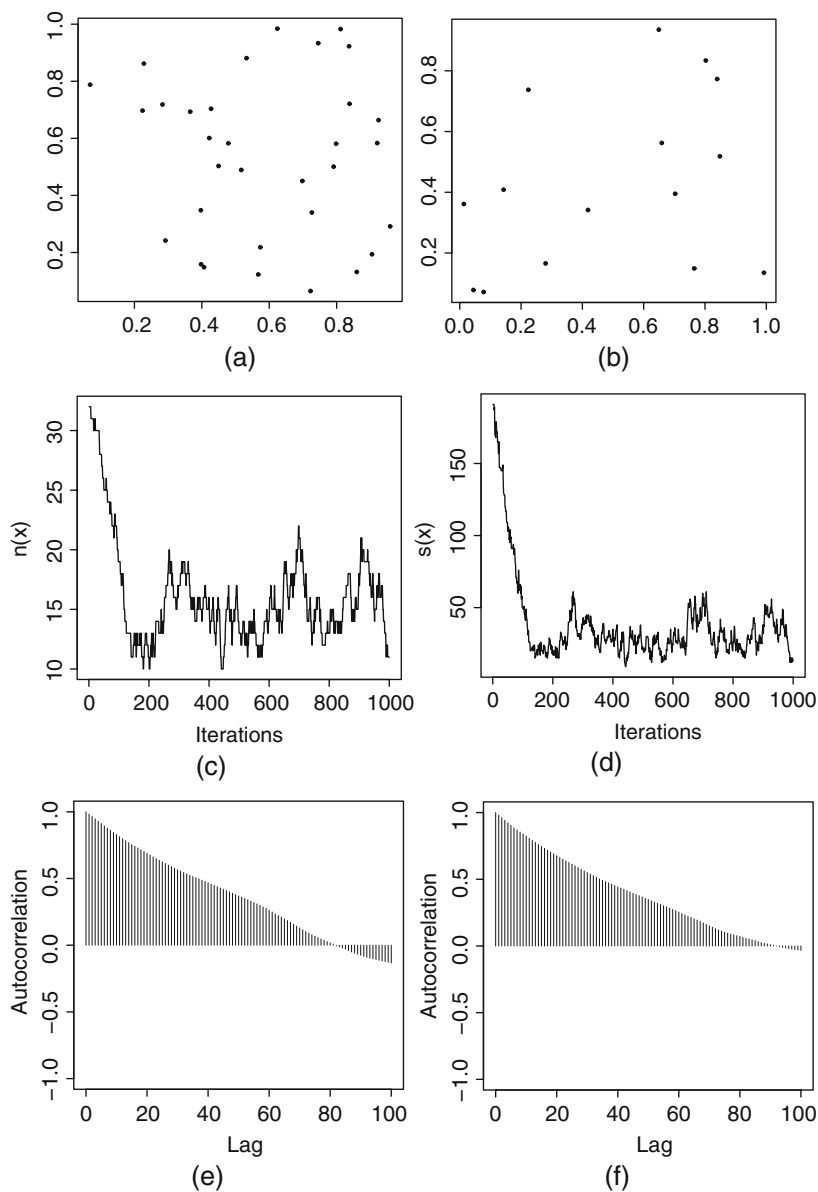 1.0
0.8
0.6
0.4
0.2
0.2 0.4 0.6 0.8
(a)
0.8
0.6
0.4
0.2
0.0 0.2 0.4 0.6 0.8 1.0
(b)
30
25
20
15
10
n(x)
0 200 400 600 800 1000
Iterations
(c)
150
100
50
s(x)
0 200 400 600 800 1000
Iterations
(d)
1.0
0.5
0.0
−0.5
−1.0
Autocorrelation
0 20 40 60 80 100
Lag
(e)
1.0
0.5
0.0
−0.5
−1.0
Autocorrelation
0 20 40 60 80 100
Lag
(f)